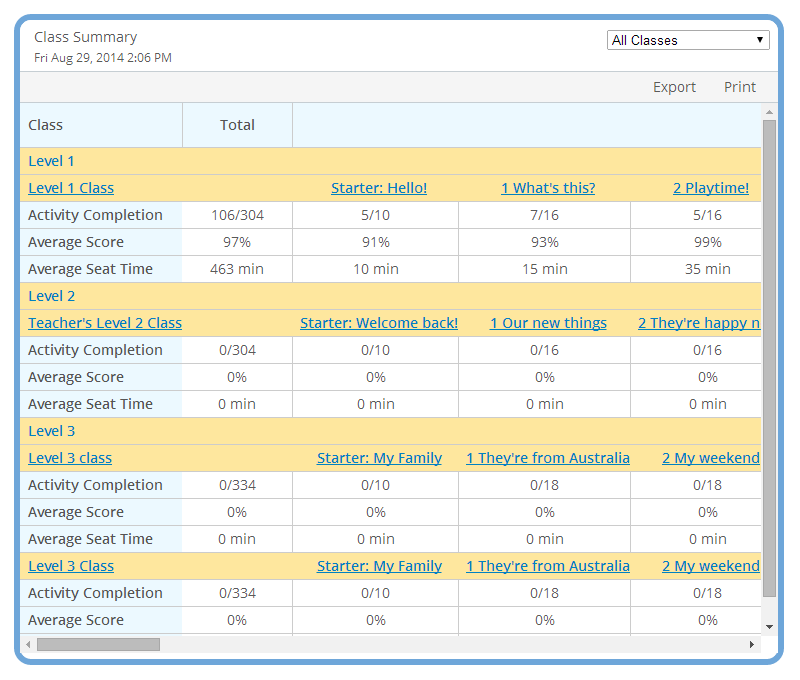 Class Summary
All Classes
Fri Aug 29, 2014 2:06 PM
Export Print
Class Total
Level 1
Level 1 Class Starter: Hello! 1 What's this? 2 Playtime!
Activity Completion 106/304 5/10 7/16 5/16
Average Score 97% 91% 93% 99%
Average Seat Time 463 min 10 min 15 min 35 min
Level 2
Teacher's Level 2 Class Starter: Welcome back! 1 Our new things 2 They're happy n
Activity Completion 0/304 0/10 0/16 0/16
Average Score 0% 0% 0% 0%
Average Seat Time 0 min 0 min 0 min 0 min
Level 3
Level 3 class Starter: My Family 1 They're from Australia 2 My weekend
Activity Completion 0/334 0/10 0/18 0/18
Average Score 0% 0% 0% 0%
Average Seat Time 0 min 0 min 0 min 0 min
Level 3 Class Starter: My Family 1 They're from Australia 2 My weekend
Activity Completion 0/334 0/10 0/18 0/18
Average Score 0% 0% 0% 0%